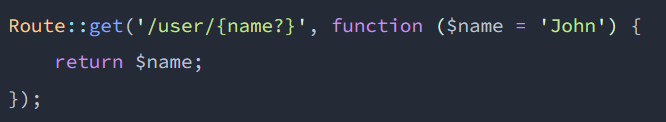 Route::get('/user/{name?}', function ($name = 'John') {
    return $name;
});